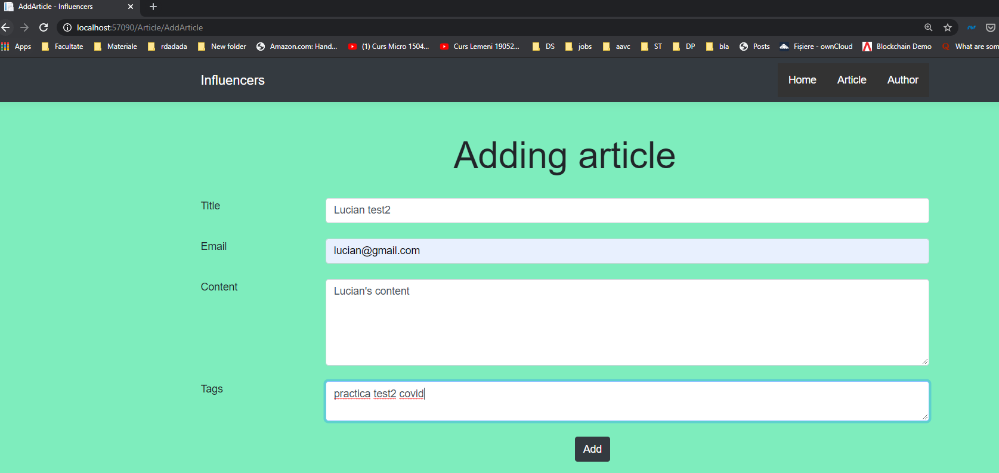 AddArticle - Influencers
localhost:57090/Article/AddArticle
Apps Facultate Materiale rdadada New folder Amazon.com: Hand... (1) Curs Micro 1504... Curs Lemeni 19052... DS jobs aavc ST DP bla Posts Fișiere - ownCloud Blockchain Demo What are som
Influencers Home Article Author
Adding article
Title Lucian test2
Email lucian@gmail.com
Content Lucian's content
Tags practica test2 covid
Add